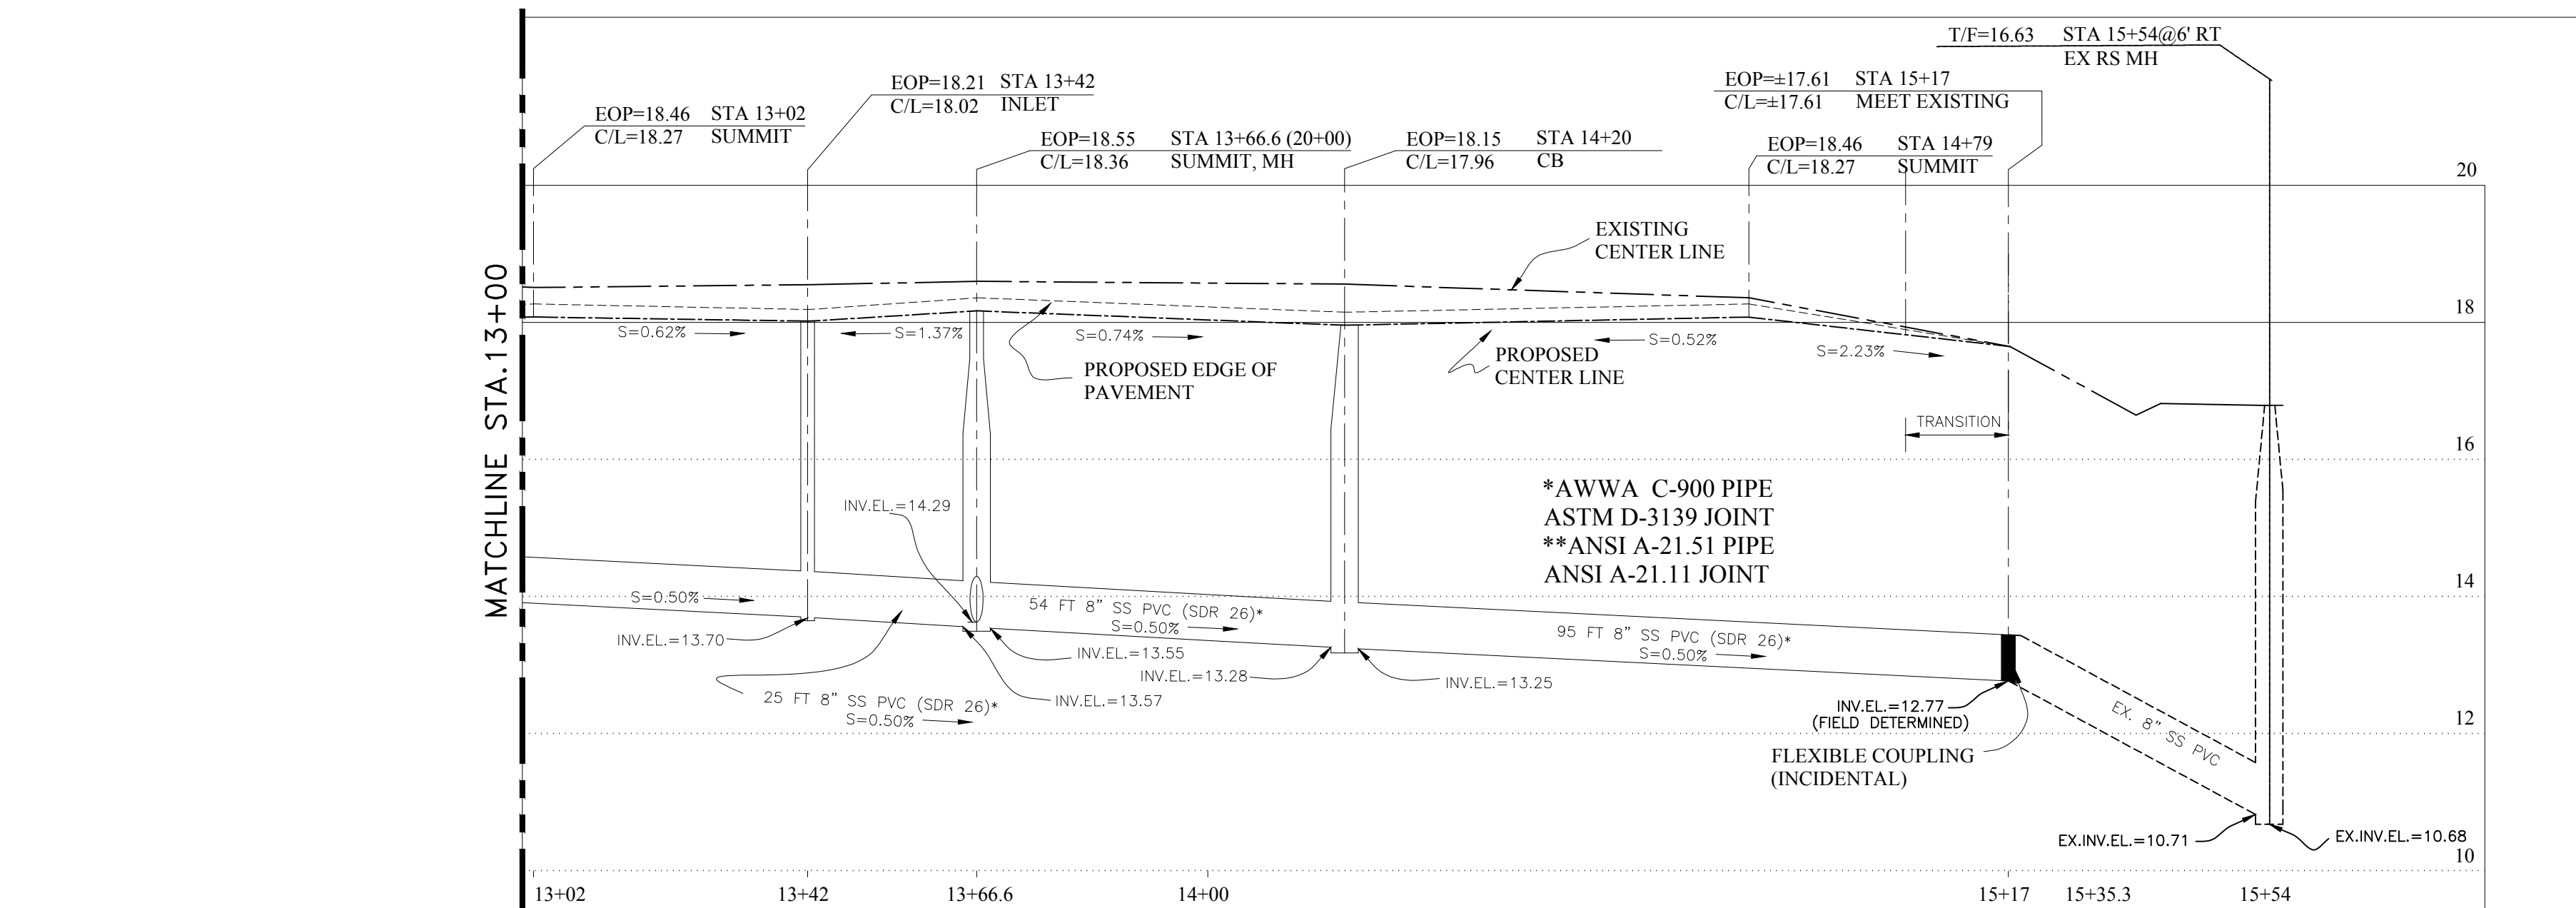 T/F=16.63 STA 15+54@6' RT
EX RS MH
EOP=18.21 STA 13+42
C/L=18.02 INLET
EOP=±17.61 STA 15+17
C/L=±17.61 MEET EXISTING
EOP=18.46 STA 13+02
C/L=18.27 SUMMIT
EOP=18.55 STA 13+66.6 (20+00)
C/L=18.36 SUMMIT, MH
EOP=18.15 STA 14+20
C/L=17.96 CB
EOP=18.46 STA 14+79
C/L=18.27 SUMMIT
20
EXISTING
CENTER LINE
MATCHLINE STA.13+00
18
S=0.62%
S=1.37%
S=0.74%
S=0.52%
S=2.23%
PROPOSED EDGE OF
PAVEMENT
PROPOSED
CENTER LINE
TRANSITION
16
*AWWA C-900 PIPE
ASTM D-3139 JOINT
**ANSI A-21.51 PIPE
ANSI A-21.11 JOINT
INV.EL.=14.29
14
S=0.50%
54 FT 8" SS PVC (SDR 26)*
S=0.50%
95 FT 8" SS PVC (SDR 26)*
S=0.50%
INV.EL.=13.70
INV.EL.=13.55
INV.EL.=13.28
INV.EL.=13.25
25 FT 8" SS PVC (SDR 26)*
S=0.50%
INV.EL.=13.57
INV.EL.=12.77
(FIELD DETERMINED)
EX. 8" SS PVC
12
FLEXIBLE COUPLING
(INCIDENTAL)
EX.INV.EL.=10.71
EX.INV.EL.=10.68
10
13+02 13+42 13+66.6 14+00 15+17 15+35.3 15+54